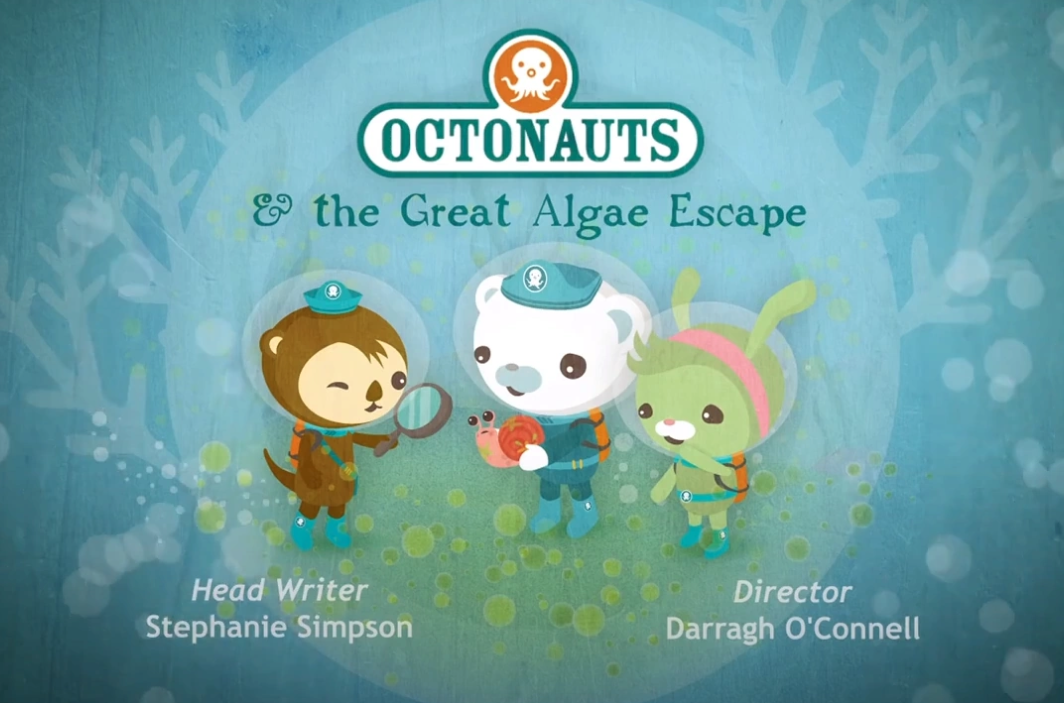 OCTONAUTS
& the Great Algae Escape
Head Writer
Stephanie Simpson
Director
Darragh O'Connell